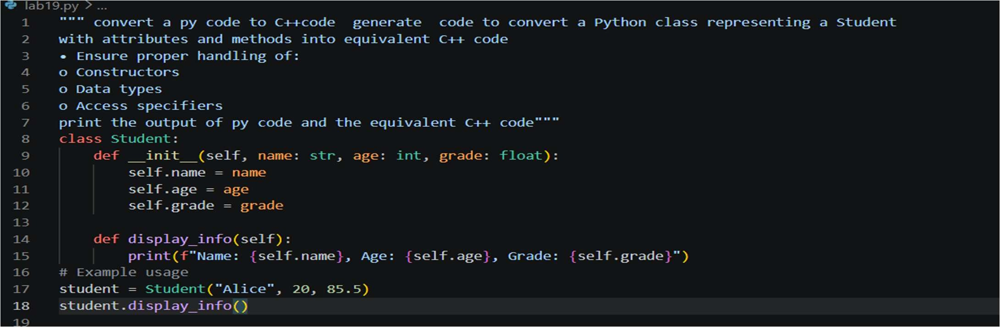 lab19.py > ...
1 """ convert a py code to C++code  generate  code to convert a Python class representing a Student
2 with attributes and methods into equivalent C++ code
3 • Ensure proper handling of:
4 o Constructors
5 o Data types
6 o Access specifiers
7 print the output of py code and the equivalent C++ code"""
8 class Student:
9     def __init__(self, name: str, age: int, grade: float):
10         self.name = name
11         self.age = age
12         self.grade = grade
13
14     def display_info(self):
15         print(f"Name: {self.name}, Age: {self.age}, Grade: {self.grade}")
16 # Example usage
17 student = Student("Alice", 20, 85.5)
18 student.display_info()
19